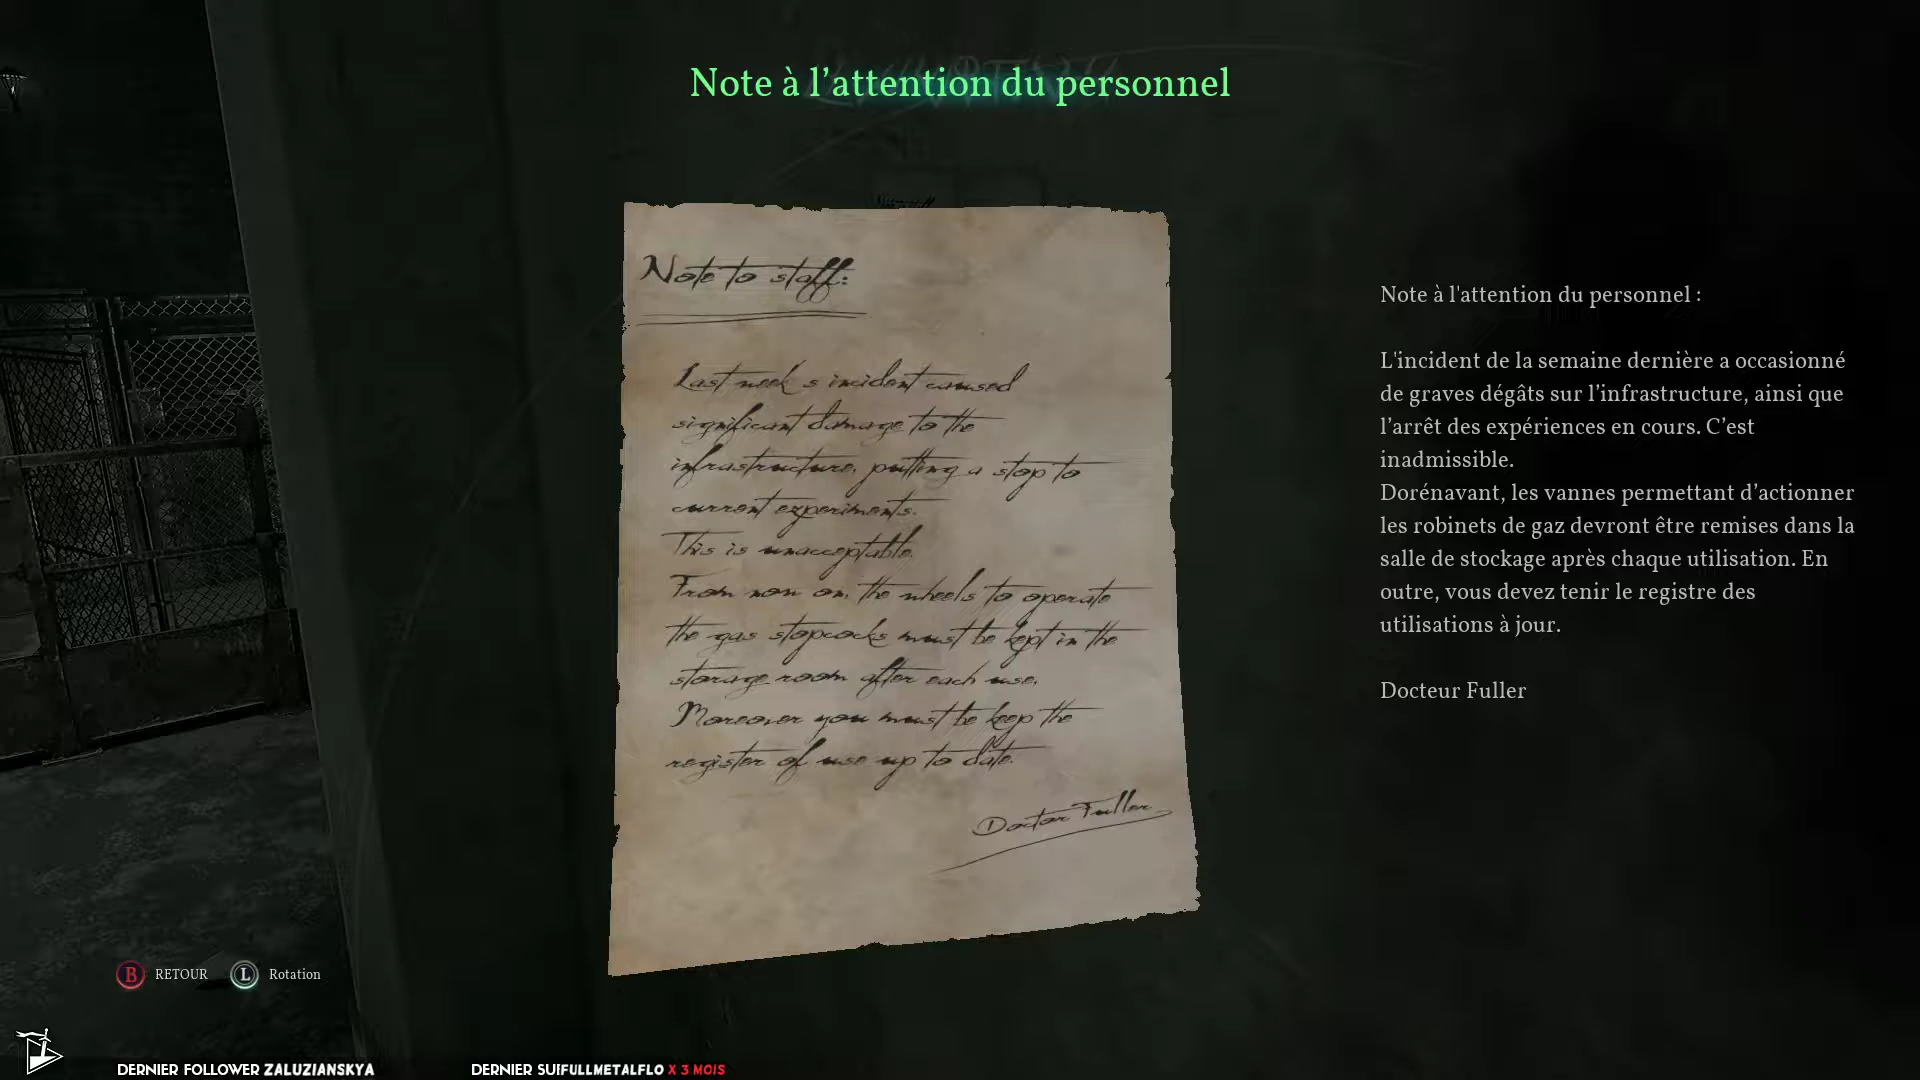 Note à l’attention du personnel
Note to staff:
Last week s incident caused
significant damage to the
infrastructure, putting a stop to
current experiments.
This is unacceptable.
From now on, the wheels to operate
the gas stopcocks must be kept in the
storage room after each use.
Moreover you must be keep the
register of use up to date.
Doctor Fuller
Note à l'attention du personnel :
L'incident de la semaine dernière a occasionné
de graves dégâts sur l’infrastructure, ainsi que
l’arrêt des expériences en cours. C’est
inadmissible.
Dorénavant, les vannes permettant d’actionner
les robinets de gaz devront être remises dans la
salle de stockage après chaque utilisation. En
outre, vous devez tenir le registre des
utilisations à jour.
Docteur Fuller
B RETOUR L Rotation
DERNIER FOLLOWER ZALUZIANSKYA DERNIER SUIFULLMETALFLO X 3 MOIS